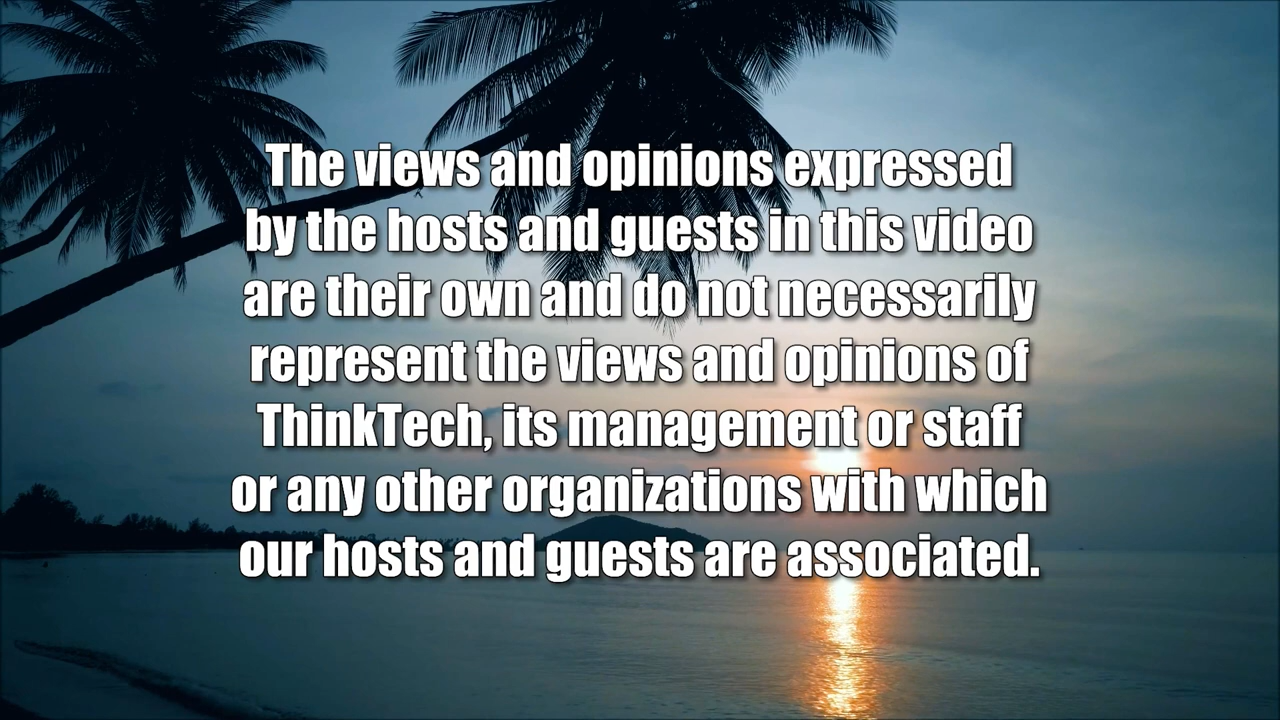 The views and opinions expressed
by the hosts and guests in this video
are their own and do not necessarily
represent the views and opinions of
ThinkTech, its management or staff
or any other organizations with which
our hosts and guests are associated.